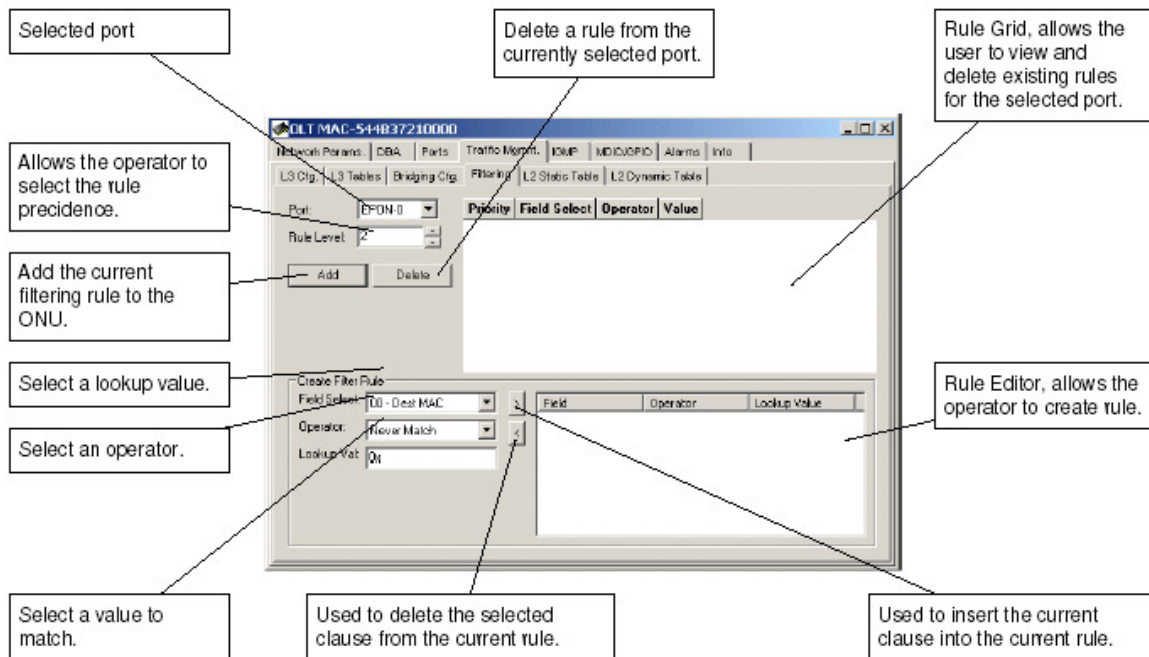 Selected port
Delete a rule from the
currently selected port.
Rule Grid, allows the
user to view and
delete existing rules
for the selected port.
Allows the operator to
select the rule
precidence.
Add the current
filtering rule to the
ONU.
Select a lookup value.
Select an operator.
Select a value to
match.
OLT MAC-544B37210000
Network Params. DBA Ports Traffic Mgmt. IGMP MDIO/GPIO Alarms Info
L3 Cfg. L3 Tables Bridging Cfg. Filtering L2 Static Table L2 Dynamic Table
Port: EPON-0
Rule Level: 2
Add Delete
Priority Field Select Operator Value
Create Filter Rule
Field Select: 00 - Dest MAC
Operator: Never Match
Lookup Val: 0x
> 
<
Field Operator Lookup Value
Rule Editor, allows the
operator to create rule.
Used to delete the selected
clause from the current rule.
Used to insert the current
clause into the current rule.